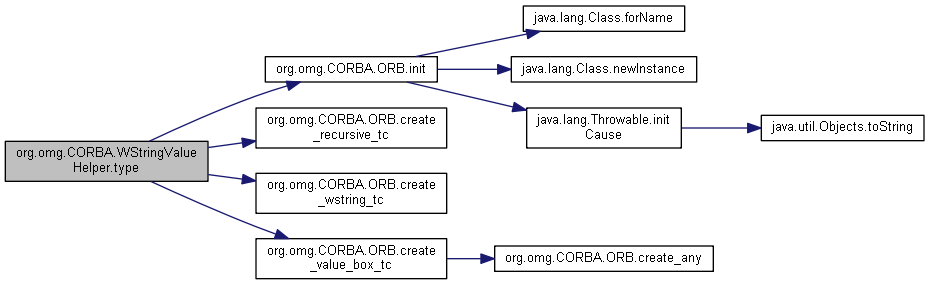 java.lang.Class.forName
org.omg.CORBA.ORB.init
java.lang.Class.newInstance
org.omg.CORBA.ORB.create
_recursive_tc
java.lang.Throwable.init
Cause
java.util.Objects.toString
org.omg.CORBA.WStringValue
Helper.type
org.omg.CORBA.ORB.create
_wstring_tc
org.omg.CORBA.ORB.create
_value_box_tc
org.omg.CORBA.ORB.create_any